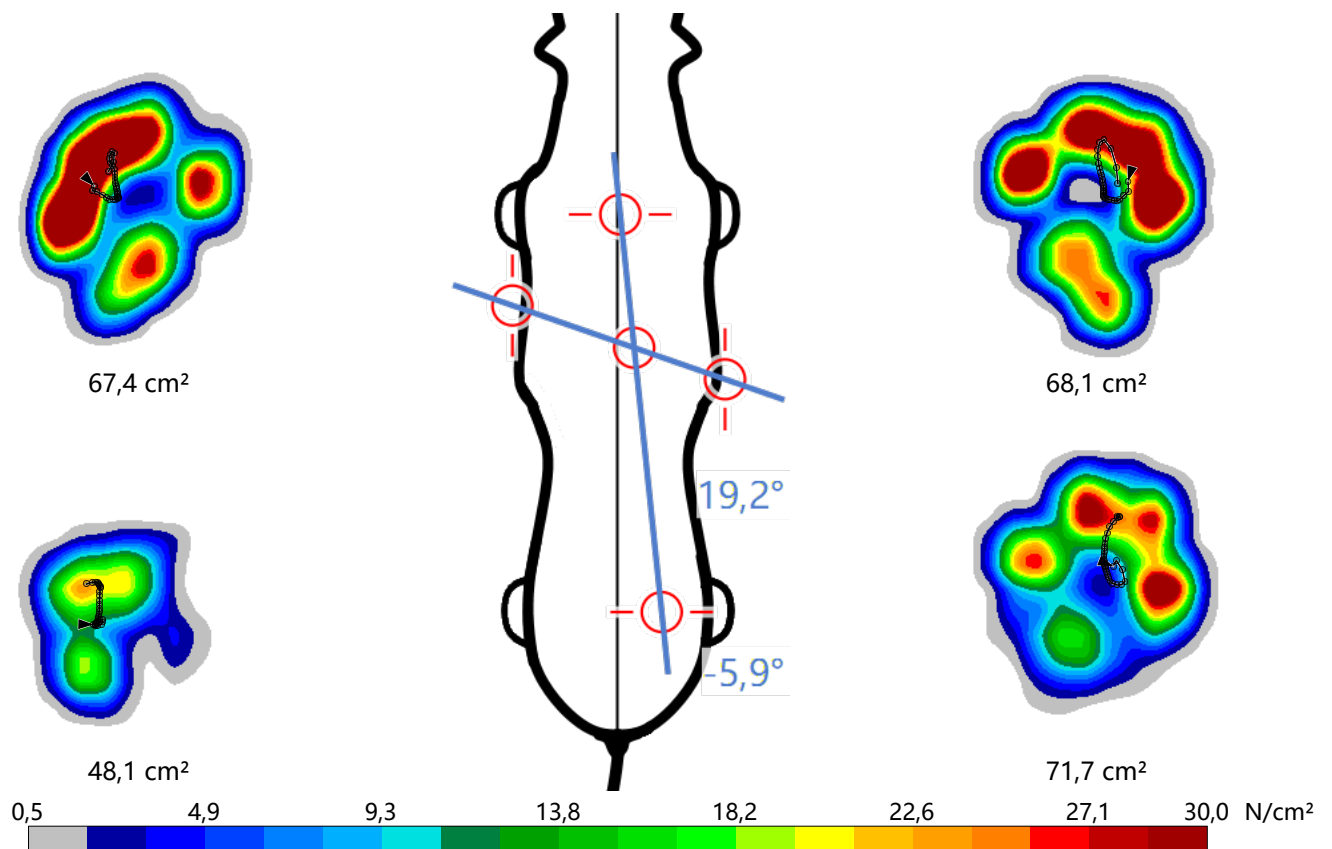 67,4 cm²
68,1 cm²
19,2°
-5,9°
48,1 cm²
71,7 cm²
0,5 4,9 9,3 13,8 18,2 22,6 27,1 30,0 N/cm²